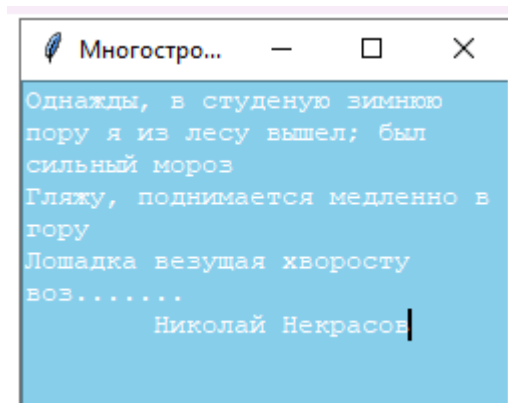 Многостро...
Однажды, в студеную зимнюю
пору я из лесу вышел; был
сильный мороз
Гляжу, поднимается медленно в
гору
Лошадка везущая хворосту
воз.......
Николай Некрасов